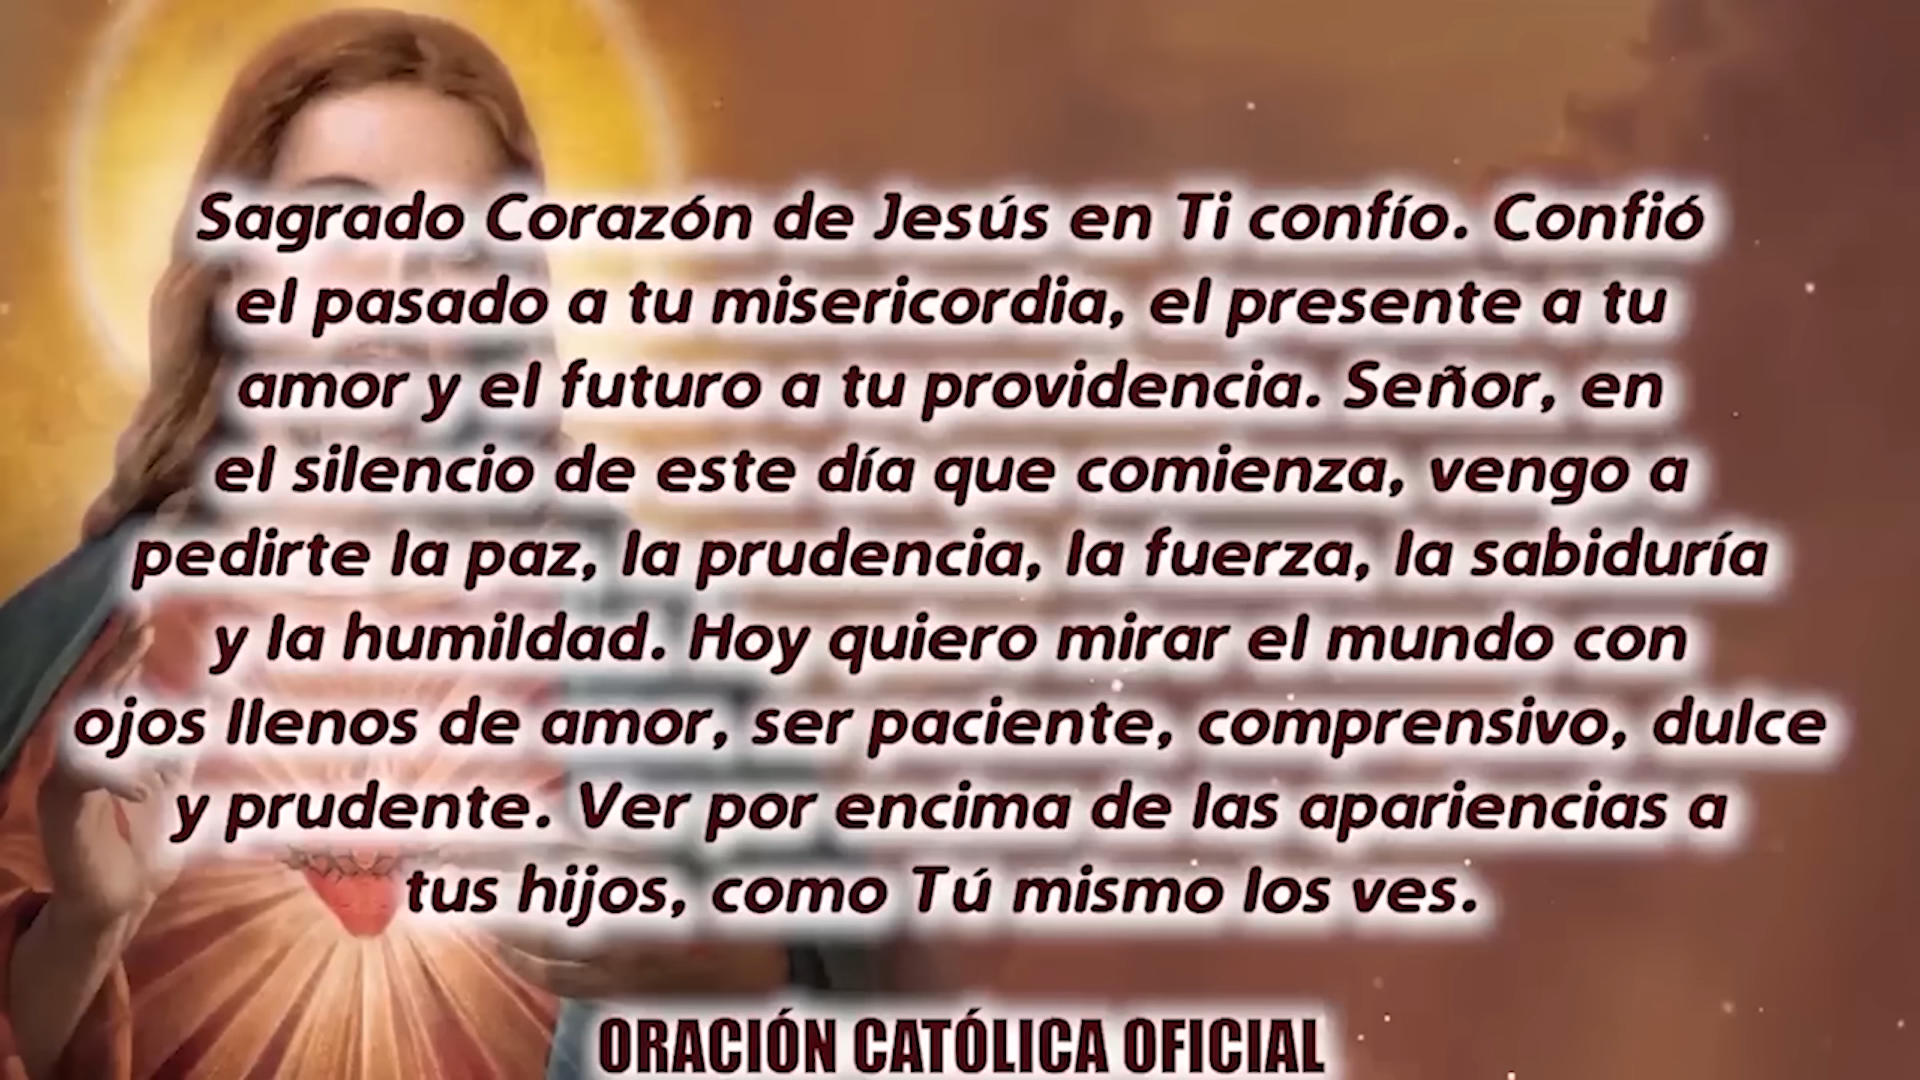 Sagrado Corazón de Jesús en Ti confío. Confió
el pasado a tu misericordia, el presente a tu
amor y el futuro a tu providencia. Señor, en
el silencio de este día que comienza, vengo a
pedirte la paz, la prudencia, la fuerza, la sabiduría
y la humildad. Hoy quiero mirar el mundo con
ojos llenos de amor, ser paciente, comprensivo, dulce
y prudente. Ver por encima de las apariencias a
tus hijos, como Tú mismo los ves.
ORACIÓN CATÓLICA OFICIAL